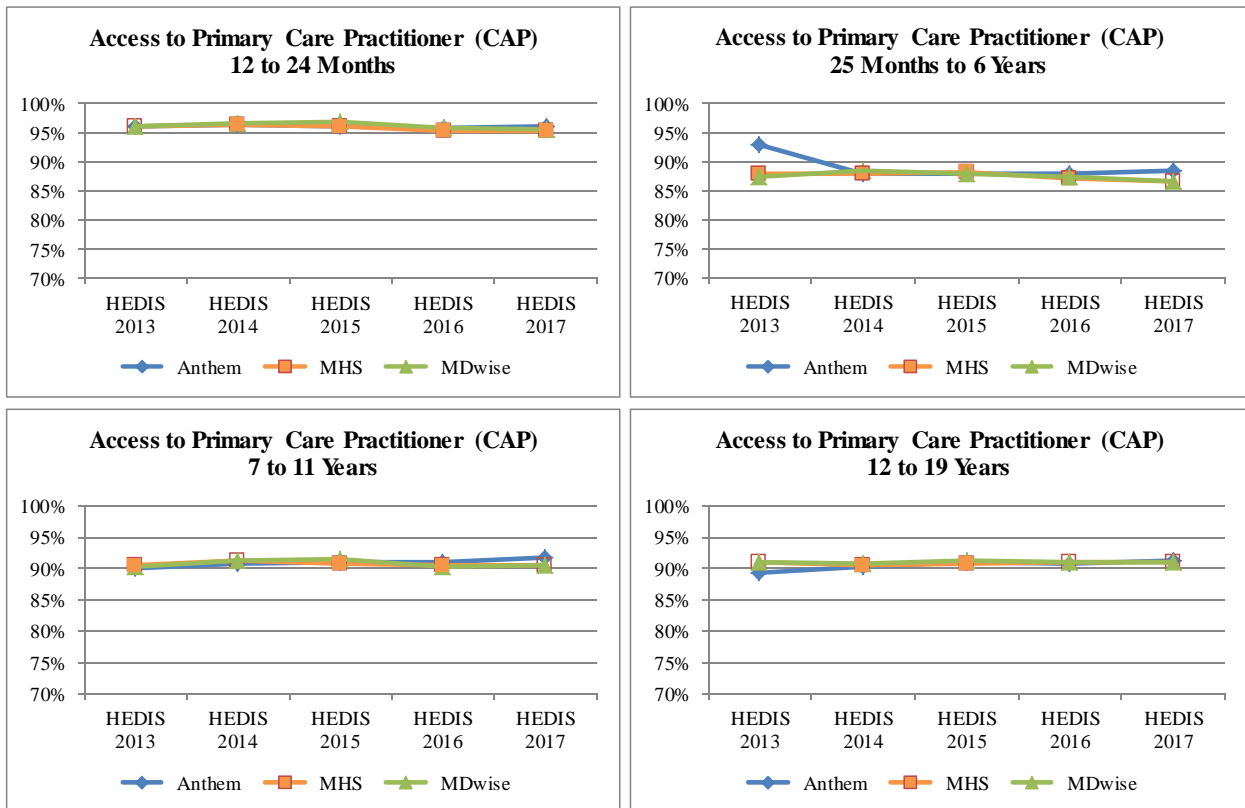 Access to Primary Care Practitioner (CAP)
12 to 24 Months
100%
95%
90%
85%
80%
75%
70%
HEDIS HEDIS HEDIS HEDIS HEDIS
2013 2014 2015 2016 2017
Anthem MHS MDwise
Access to Primary Care Practitioner (CAP)
25 Months to 6 Years
100%
95%
90%
85%
80%
75%
70%
HEDIS HEDIS HEDIS HEDIS HEDIS
2013 2014 2015 2016 2017
Anthem MHS MDwise
Access to Primary Care Practitioner (CAP)
7 to 11 Years
100%
95%
90%
85%
80%
75%
70%
HEDIS HEDIS HEDIS HEDIS HEDIS
2013 2014 2015 2016 2017
Anthem MHS MDwise
Access to Primary Care Practitioner (CAP)
12 to 19 Years
100%
95%
90%
85%
80%
75%
70%
HEDIS HEDIS HEDIS HEDIS HEDIS
2013 2014 2015 2016 2017
Anthem MHS MDwise